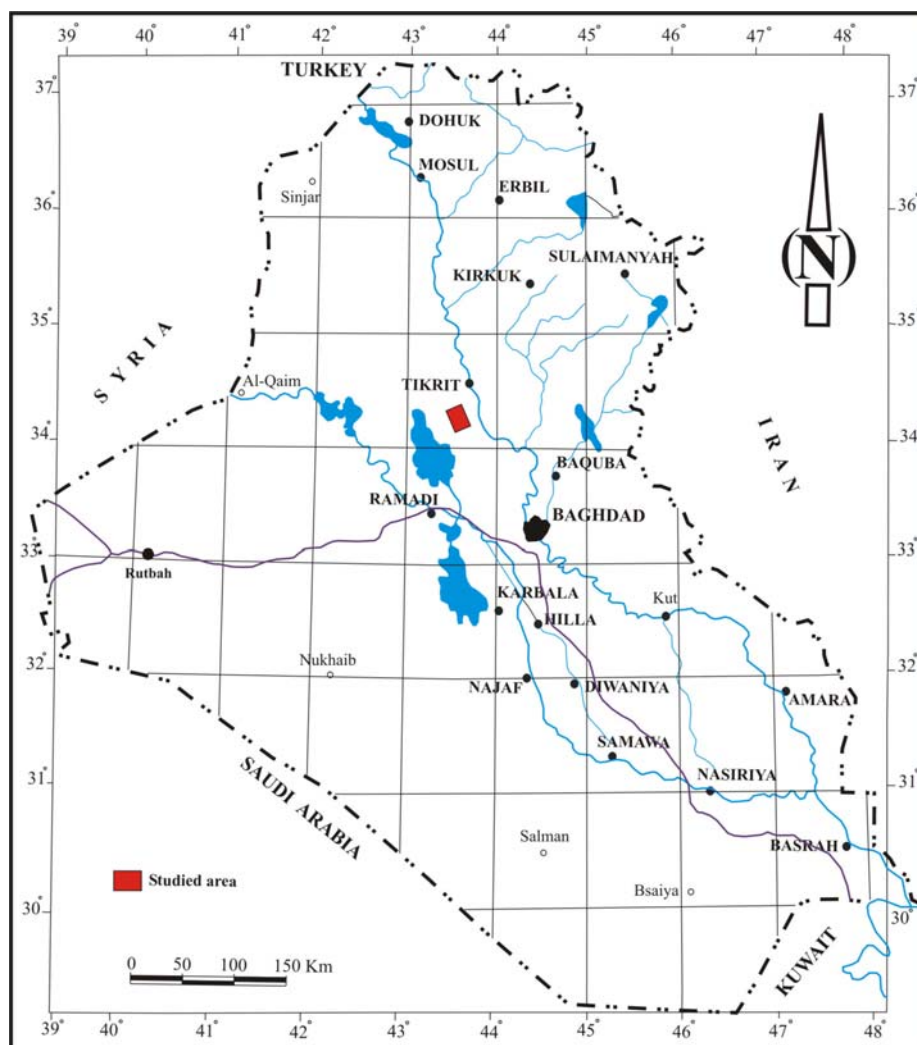 39° 40° 41° 42° 43° 44° 45° 46° 47° 48°
TURKEY
37° 37°
DOHUK
MOSUL
ERBIL
Sinjar
36° 36°
(N)
SULAIMANYAH
KIRKUK
35° 35°
SYRIA
TIKRIT
Al-Qaim
34° 34°
IRAN
BAQUBA
RAMADI
BAGHDAD
33° 33°
Rutbah
KARBALA
Kut
HILLA
Nukhaib
32° 32°
NAJAF
DIWANIYA
AMARA
SAMAWA
SAUDI ARABIA
NASIRIYA
31° 31°
Salman
BASRAH
Studied area
Bsaiya
30° 30°
KUWAIT
0 50 100 150 Km
39° 40° 41° 42° 43° 44° 45° 46° 47° 48°